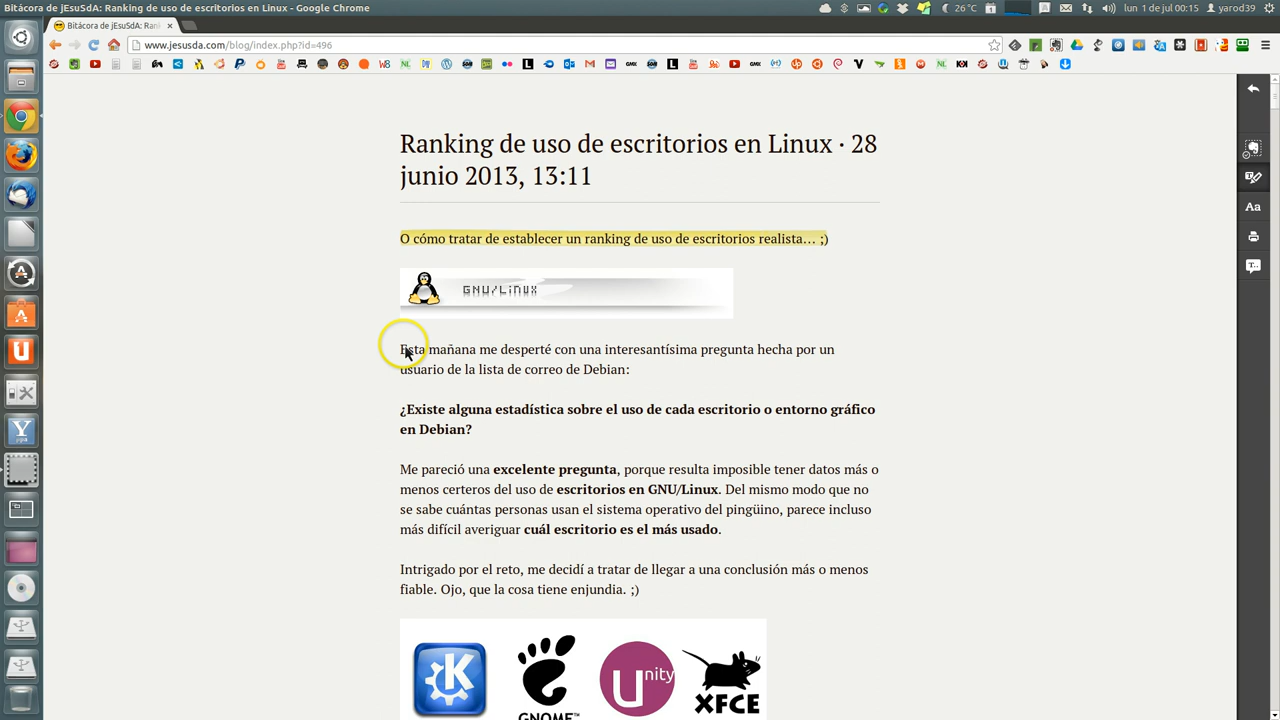 Bitácora de jEsuSdA: Ranking de uso de escritorios en Linux - Google Chrome
26°C
lun 1 de jul 00:15
yarod39
Bitácora de jEsuSdA: Ran
www.jesusda.com/blog/index.php?id=496
Ranking de uso de escritorios en Linux · 28
junio 2013, 13:11
O cómo tratar de establecer un ranking de uso de escritorios realista… ;)
GNU/Linux
Esta mañana me desperté con una interesantísima pregunta hecha por un
usuario de la lista de correo de Debian:
¿Existe alguna estadística sobre el uso de cada escritorio o entorno gráfico
en Debian?
Me pareció una excelente pregunta, porque resulta imposible tener datos más o
menos certeros del uso de escritorios en GNU/Linux. Del mismo modo que no
se sabe cuántas personas usan el sistema operativo del pingüino, parece incluso
más difícil averiguar cuál escritorio es el más usado.
Intrigado por el reto, me decidí a tratar de llegar a una conclusión más o menos
fiable. Ojo, que la cosa tiene enjundia. ;)
K
GNOME™
Unity
XFCE
Aa